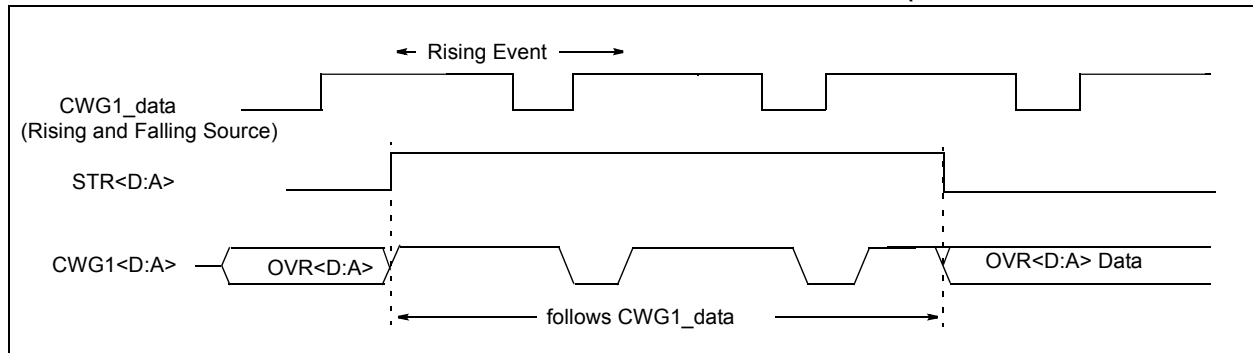 Rising Event
CWG1_data
(Rising and Falling Source)
STR<D:A>
CWG1<D:A>
OVR<D:A>
OVR<D:A> Data
follows CWG1_data